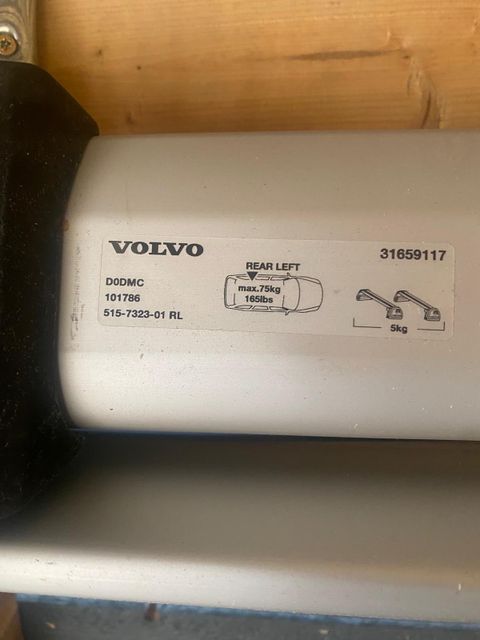 VOLVO
31659117
REAR LEFT
D0DMC
max.75kg
101786
165lbs
515-7323-01 RL
5kg